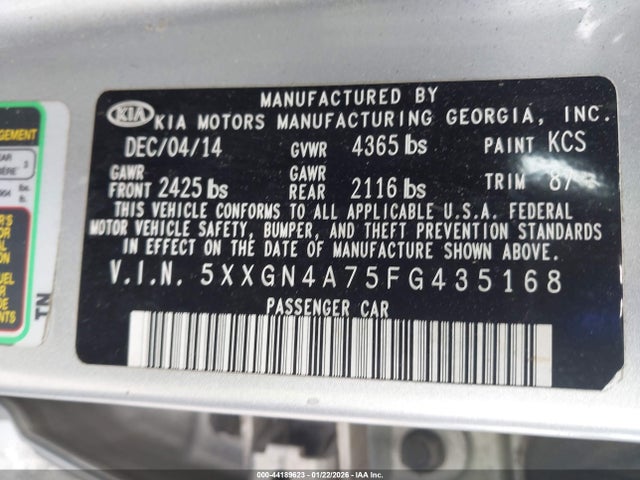 MANUFACTURED BY
KIA KIA MOTORS MANUFACTURING GEORGIA, INC.
DEC/04/14 GVWR 4365 lbs PAINT KCS
GAWR FRONT 2425 lbs GAWR REAR 2116 lbs TRIM 87
THIS VEHICLE CONFORMS TO ALL APPLICABLE U.S.A. FEDERAL
MOTOR VEHICLE SAFETY, BUMPER, AND THEFT PREVENTION STANDARDS
IN EFFECT ON THE DATE OF MANUFACTURE SHOWN ABOVE.
V.I.N. 5XXGN4A75FG435168
PASSENGER CAR
TN
000-44189623 - 01/22/2026 - IAA Inc.